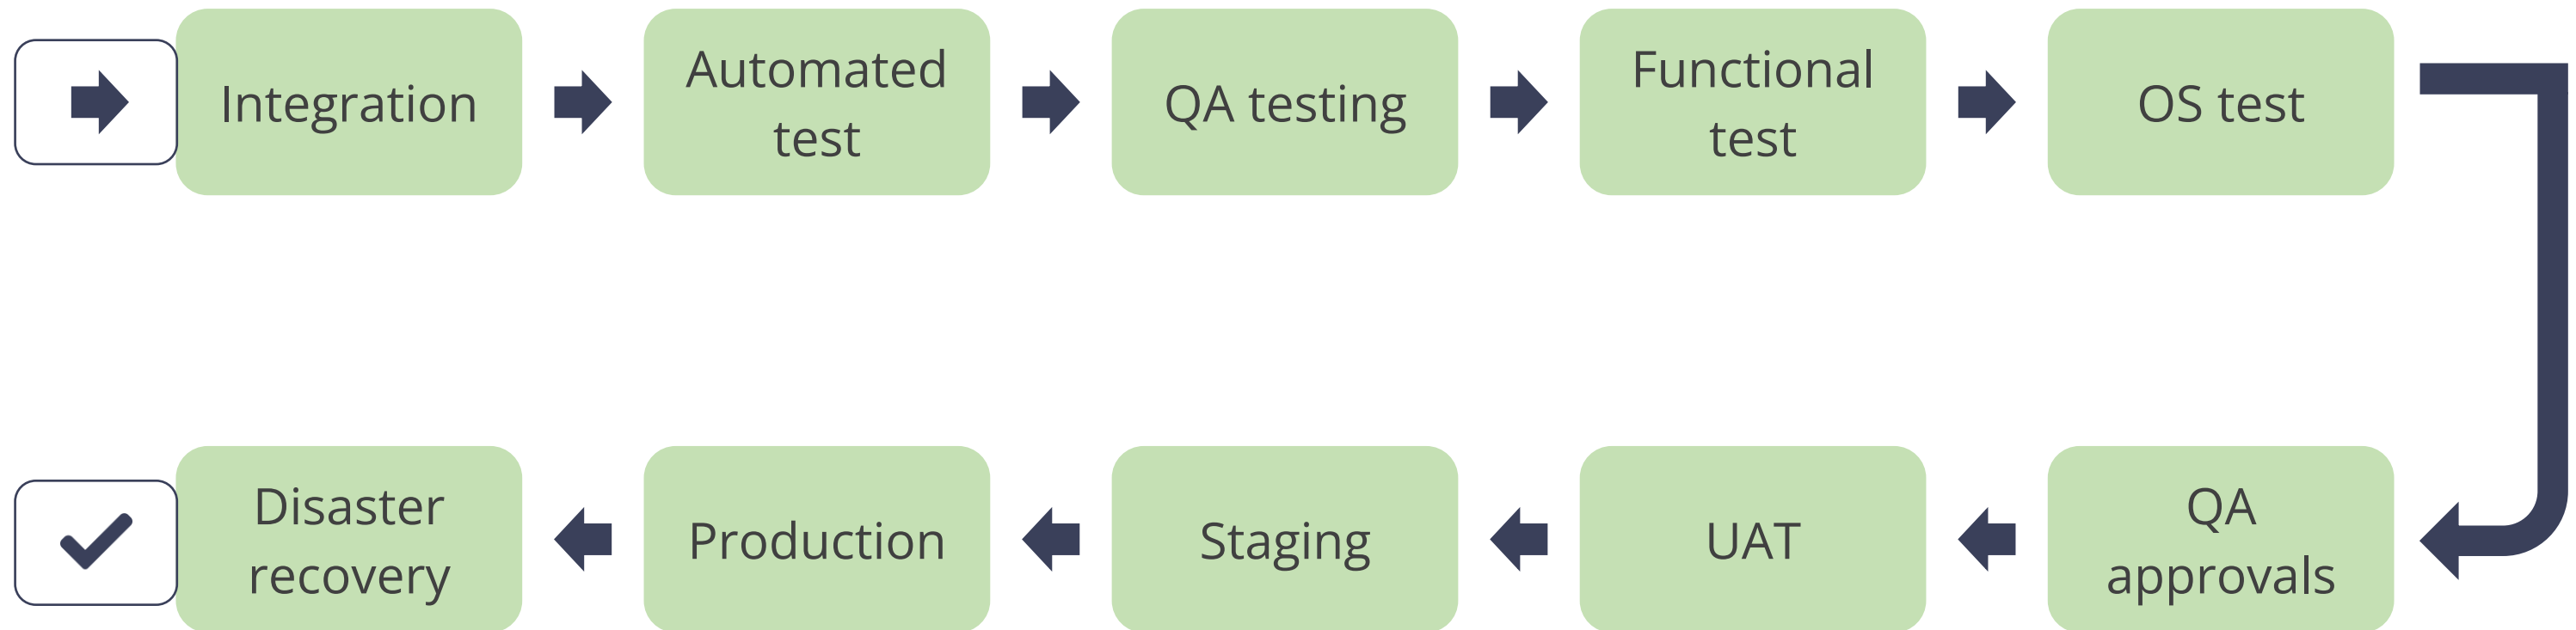 Integration
Automated
test
QA testing
Functional
test
OS test
QA
approvals
UAT
Staging
Production
Disaster
recovery